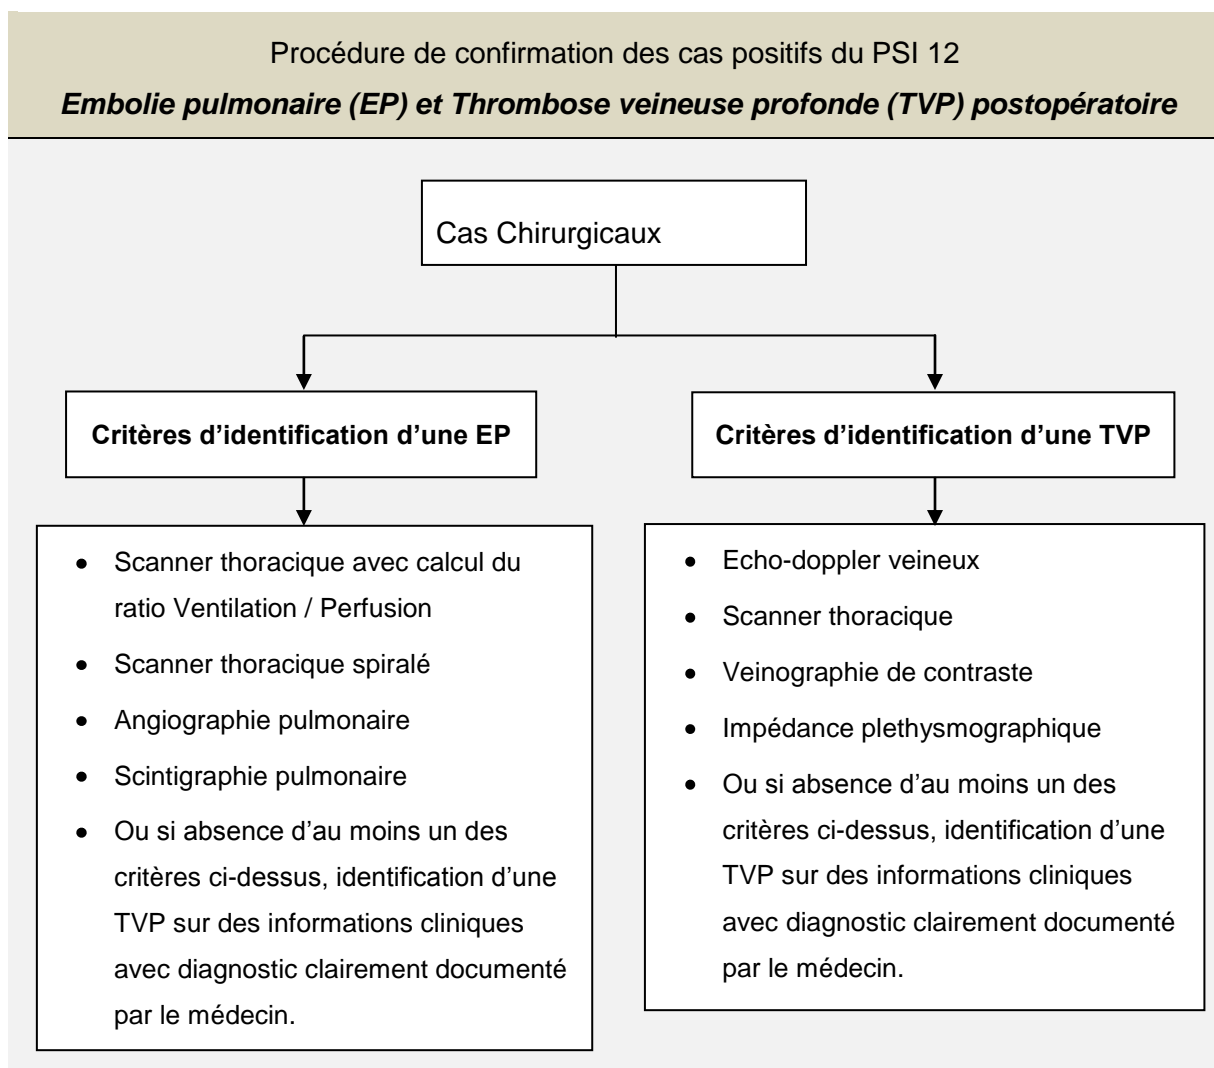 Procédure de confirmation des cas positifs du PSI 12
Embolie pulmonaire (EP) et Thrombose veineuse profonde (TVP) postopératoire
Cas Chirurgicaux
Critères d’identification d’une EP
• Scanner thoracique avec calcul du
ratio Ventilation / Perfusion
• Scanner thoracique spiralé
• Angiographie pulmonaire
• Scintigraphie pulmonaire
• Ou si absence d’au moins un des
critères ci-dessus, identification d’une
TVP sur des informations cliniques
avec diagnostic clairement documenté
par le médecin.
Critères d’identification d’une TVP
• Echo-doppler veineux
• Scanner thoracique
• Veinographie de contraste
• Impédance plethysmographique
• Ou si absence d’au moins un des
critères ci-dessus, identification d’une
TVP sur des informations cliniques
avec diagnostic clairement documenté
par le médecin.